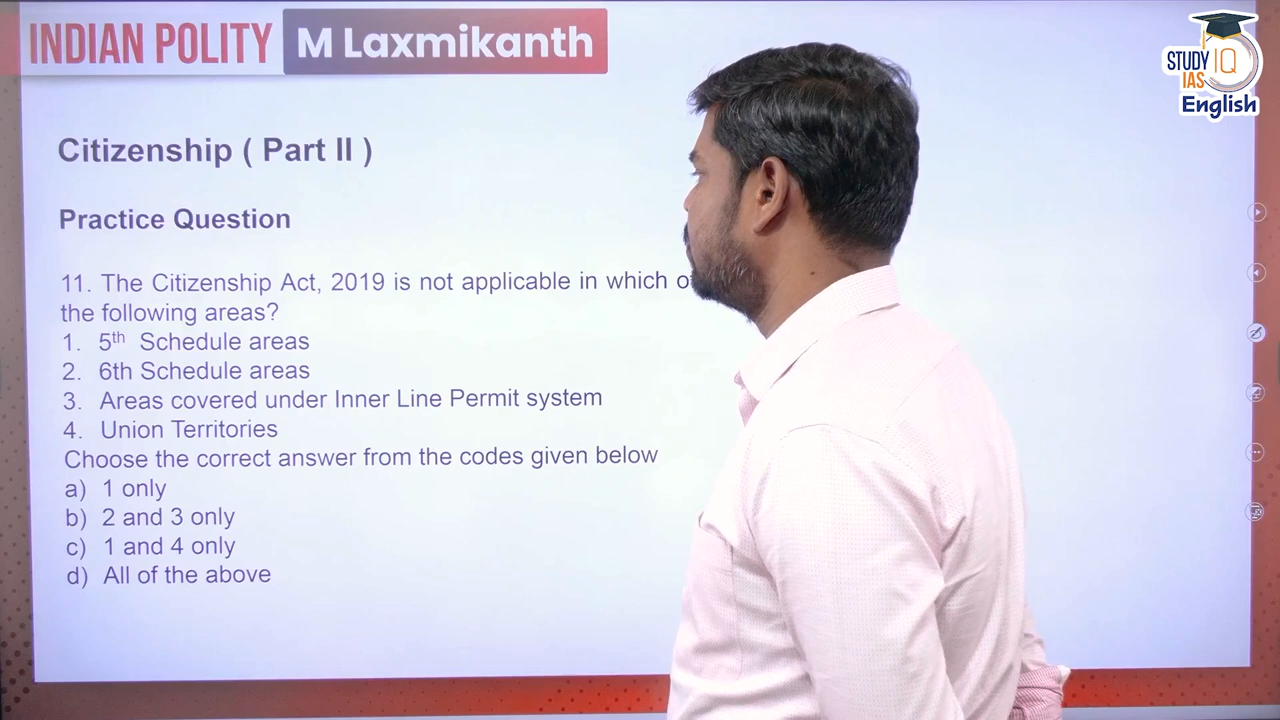 INDIAN POLITY M Laxmikanth
STUDY IQ
IAS
English
Citizenship ( Part II )
Practice Question
11. The Citizenship Act, 2019 is not applicable in which
the following areas?
1. 5th Schedule areas
2. 6th Schedule areas
3. Areas covered under Inner Line Permit system
4. Union Territories
Choose the correct answer from the codes given below
a) 1 only
b) 2 and 3 only
c) 1 and 4 only
d) All of the above